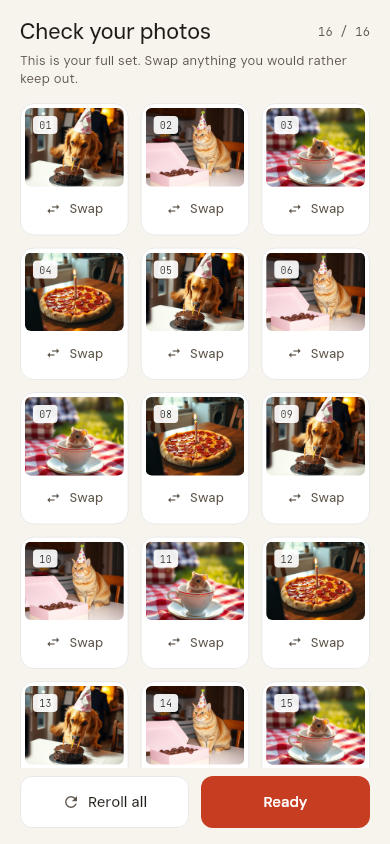 Check your photos
16 / 16
This is your full set. Swap anything you would rather
keep out.
01
02
03
Swap
Swap
Swap
04
05
06
Swap
Swap
Swap
07
08
09
Swap
Swap
Swap
10
11
12
Swap
Swap
Swap
13
14
15
Reroll all
Ready